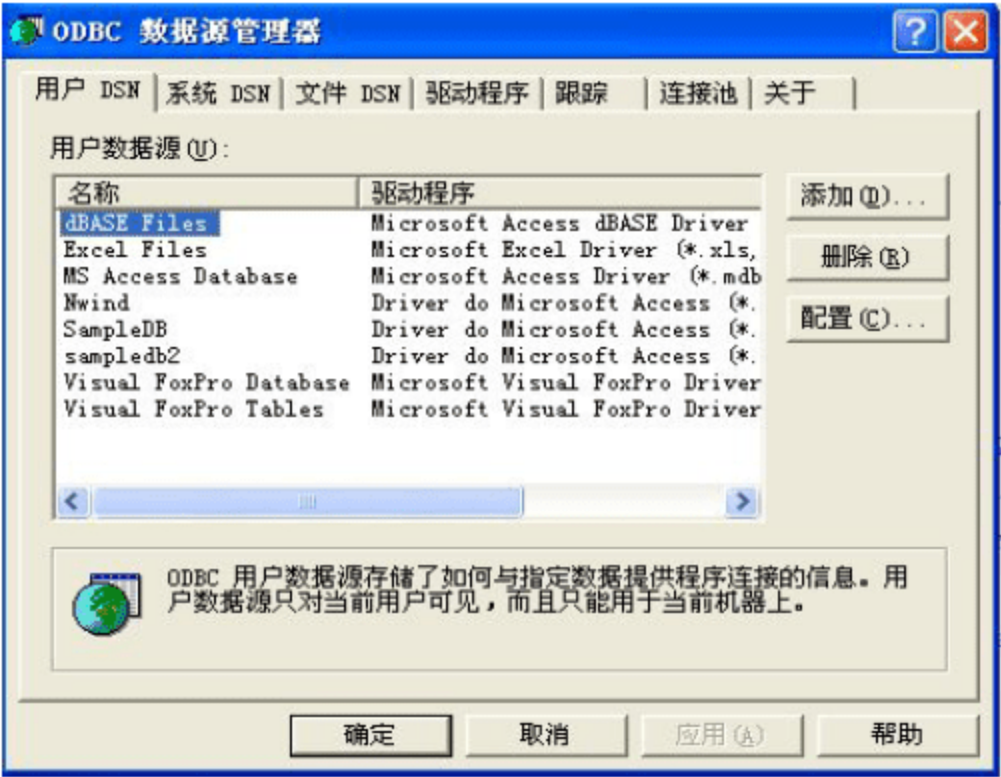 ODBC 数据源管理器
用户 DSN 系统 DSN 文件 DSN 驱动程序 跟踪 连接池 关于
用户数据源(U):
名称 驱动程序
dBASE Files Microsoft Access dBASE Driver
Excel Files Microsoft Excel Driver (*.xls,
MS Access Database Microsoft Access Driver (*.mdb
Nwind Driver do Microsoft Access (*.
SampleDB Driver do Microsoft Access (*.
sampledb2 Driver do Microsoft Access (*.
Visual FoxPro Database Microsoft Visual FoxPro Driver
Visual FoxPro Tables Microsoft Visual FoxPro Driver
添加(D)...
删除(R)
配置(C)...
ODBC 用户数据源存储了如何与指定数据提供程序连接的信息。用
户数据源只对当前用户可见，而且只能用于当前机器上。
确定 取消 应用(A) 帮助